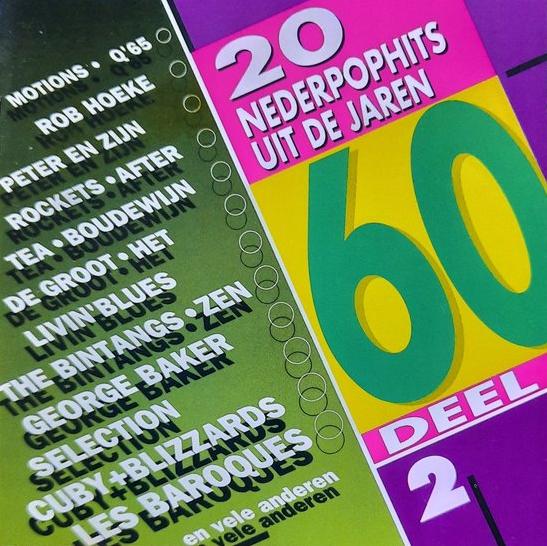 MOTIONS • Q'65
ROB HOEKE
PETER EN ZIJN
ROCKETS • AFTER
TEA • BOUDEWIJN
DE GROOT • HET
LIVIN'BLUES
THE BINTANGS • ZEN
GEORGE BAKER
SELECTION
CUBY+BLIZZARDS
LES BAROQUES
en vele anderen
20
NEDERPOPHITS
UIT DE JAREN
60
DEEL
2